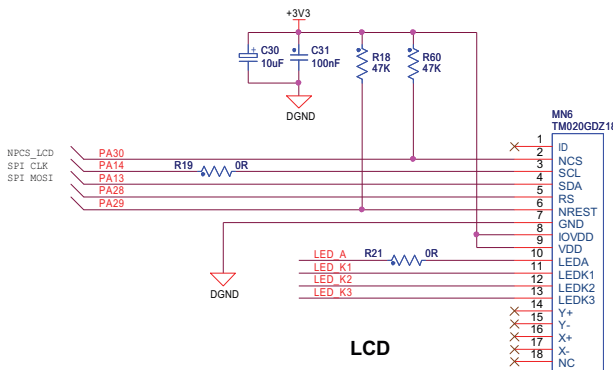 +3V3
C30
10uF
C31
100nF
R18
47K
R60
47K
DGND
MN6
TM020GDZ18
NPCS_LCD PA30
SPI CLK PA14 R19 0R
SPI MOSI PA13
PA28
PA29
1 ID
2 NCS
3 SCL
4 SDA
5 RS
6 NREST
7 GND
8 IOVDD
9 VDD
10 LEDA
11 LEDK1
12 LEDK2
13 LEDK3
14 Y+
15 Y-
16 X+
17 X-
18 NC
LED_A R21 0R
LED_K1
LED_K2
LED_K3
DGND
LCD